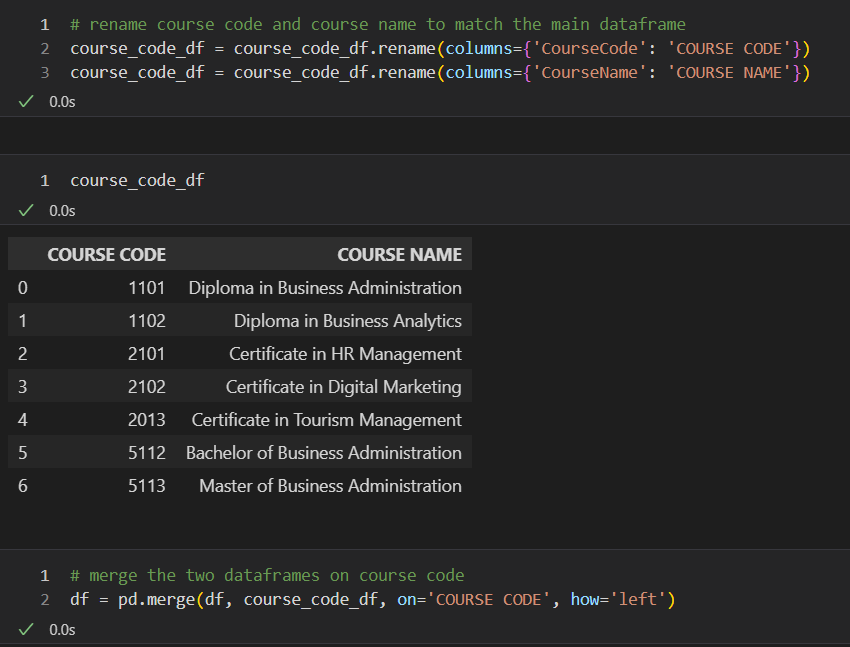 1 # rename course code and course name to match the main dataframe
2 course_code_df = course_code_df.rename(columns={'CourseCode': 'COURSE CODE'})
3 course_code_df = course_code_df.rename(columns={'CourseName': 'COURSE NAME'})
✓ 0.0s
1 course_code_df
✓ 0.0s
COURSE CODE COURSE NAME
0 1101 Diploma in Business Administration
1 1102 Diploma in Business Analytics
2 2101 Certificate in HR Management
3 2102 Certificate in Digital Marketing
4 2013 Certificate in Tourism Management
5 5112 Bachelor of Business Administration
6 5113 Master of Business Administration
1 # merge the two dataframes on course code
2 df = pd.merge(df, course_code_df, on='COURSE CODE', how='left')
✓ 0.0s